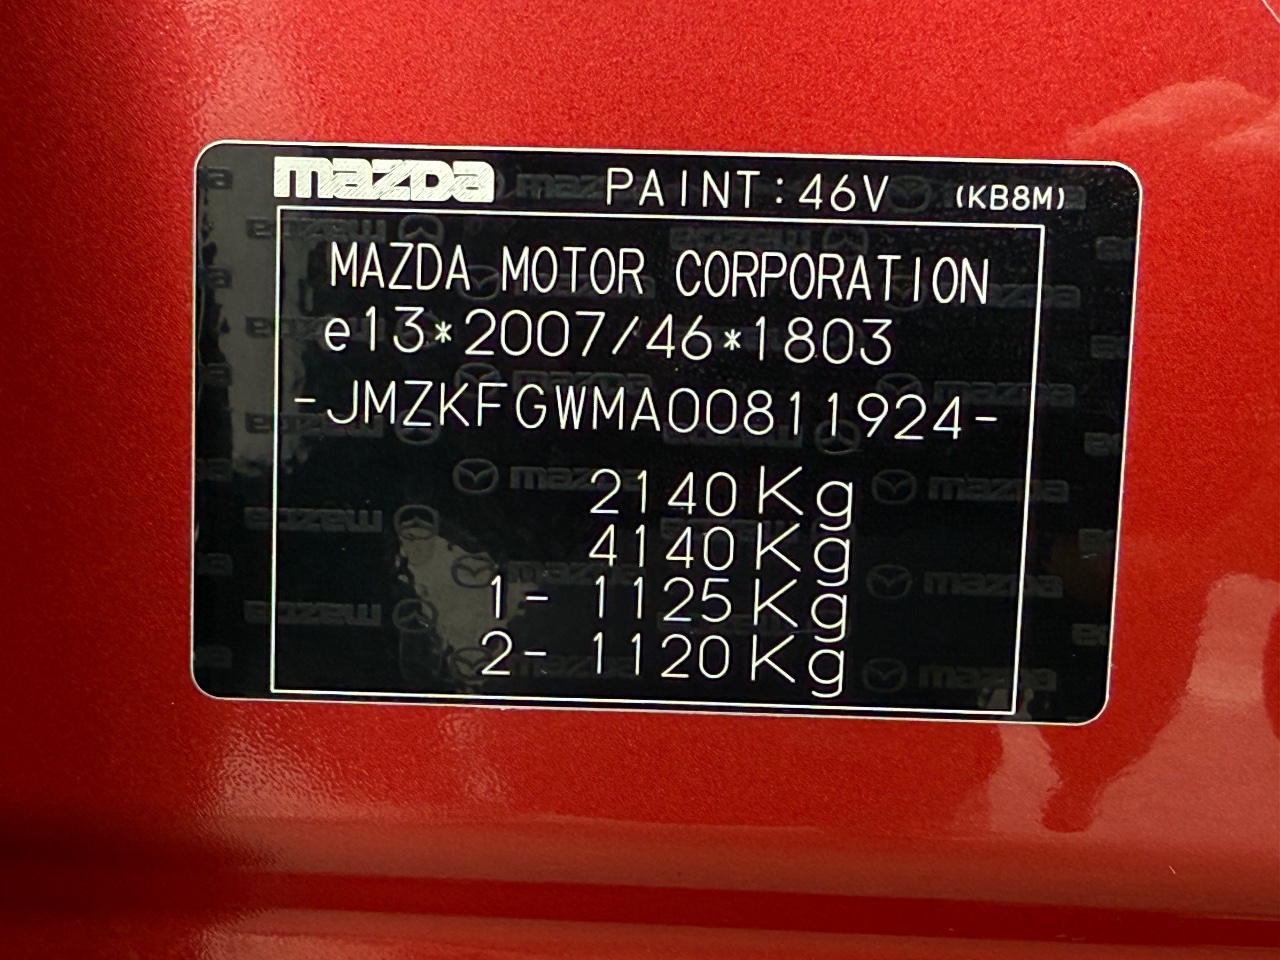 mazda PAINT:46V (KB8M)
MAZDA MOTOR CORPORATION
e13*2007/46*1803
-JMZKFGWMA00811924-
2140Kg
4140Kg
1- 1125Kg
2- 1120Kg